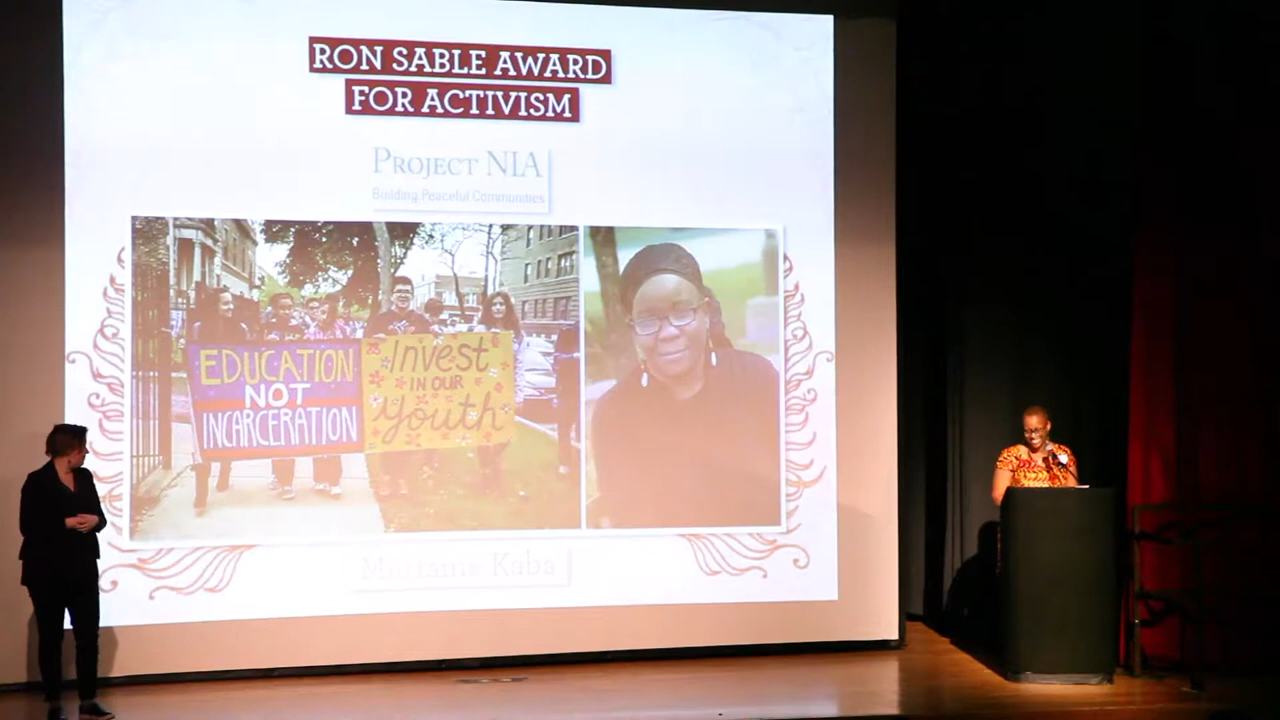 RON SABLE AWARD
FOR ACTIVISM
PROJECT NIA
Building Peaceful Communities
EDUCATION
NOT
INCARCERATION
Invest
IN OUR
Youth
Mariame Kaba